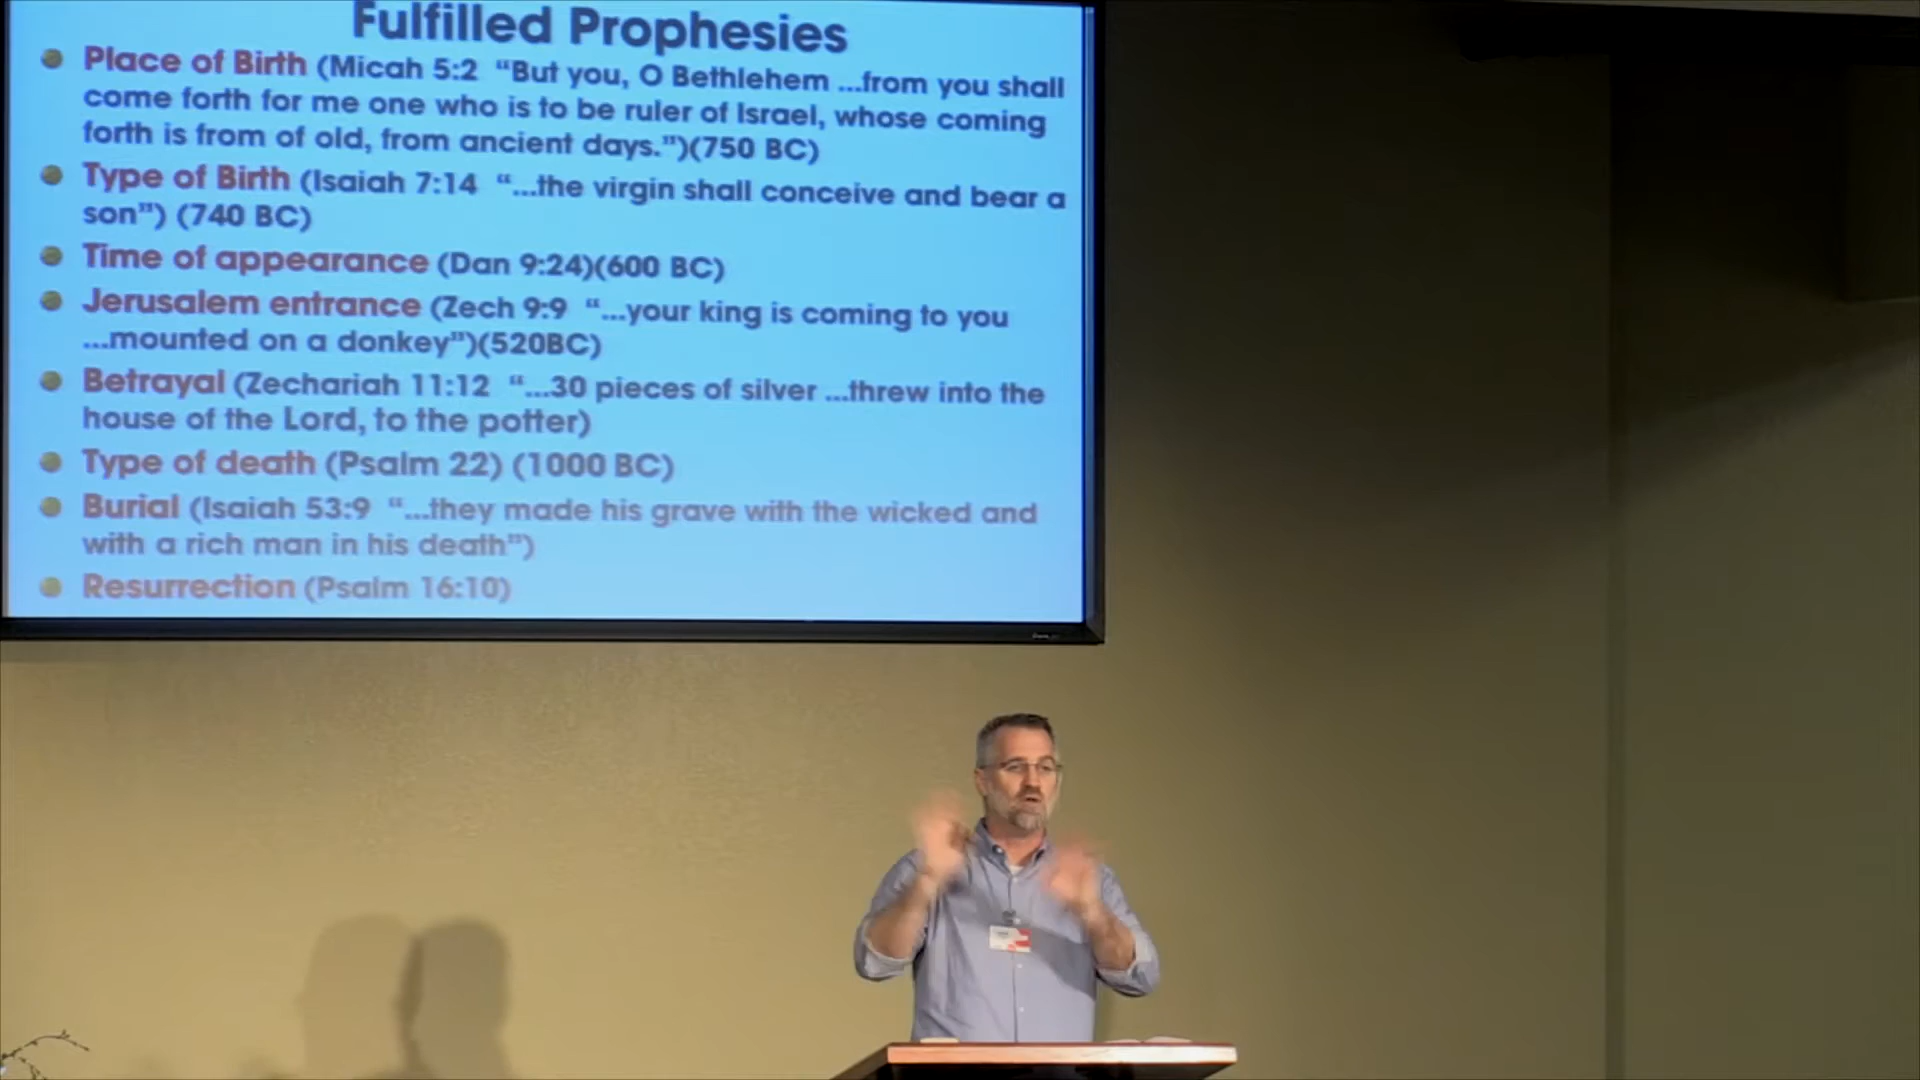 Fulfilled Prophesies
Place of Birth (Micah 5:2 “But you, O Bethlehem ...from you shall
come forth for me one who is to be ruler of Israel, whose coming
forth is from of old, from ancient days.”)(750 BC)
Type of Birth (Isaiah 7:14 “...the virgin shall conceive and bear a
son”) (740 BC)
Time of appearance (Dan 9:24)(600 BC)
Jerusalem entrance (Zech 9:9 “...your king is coming to you
...mounted on a donkey”)(520BC)
Betrayal (Zechariah 11:12 “...30 pieces of silver ...threw into the
house of the Lord, to the potter)
Type of death (Psalm 22) (1000 BC)
Burial (Isaiah 53:9 “...they made his grave with the wicked and
with a rich man in his death”)
Resurrection (Psalm 16:10)